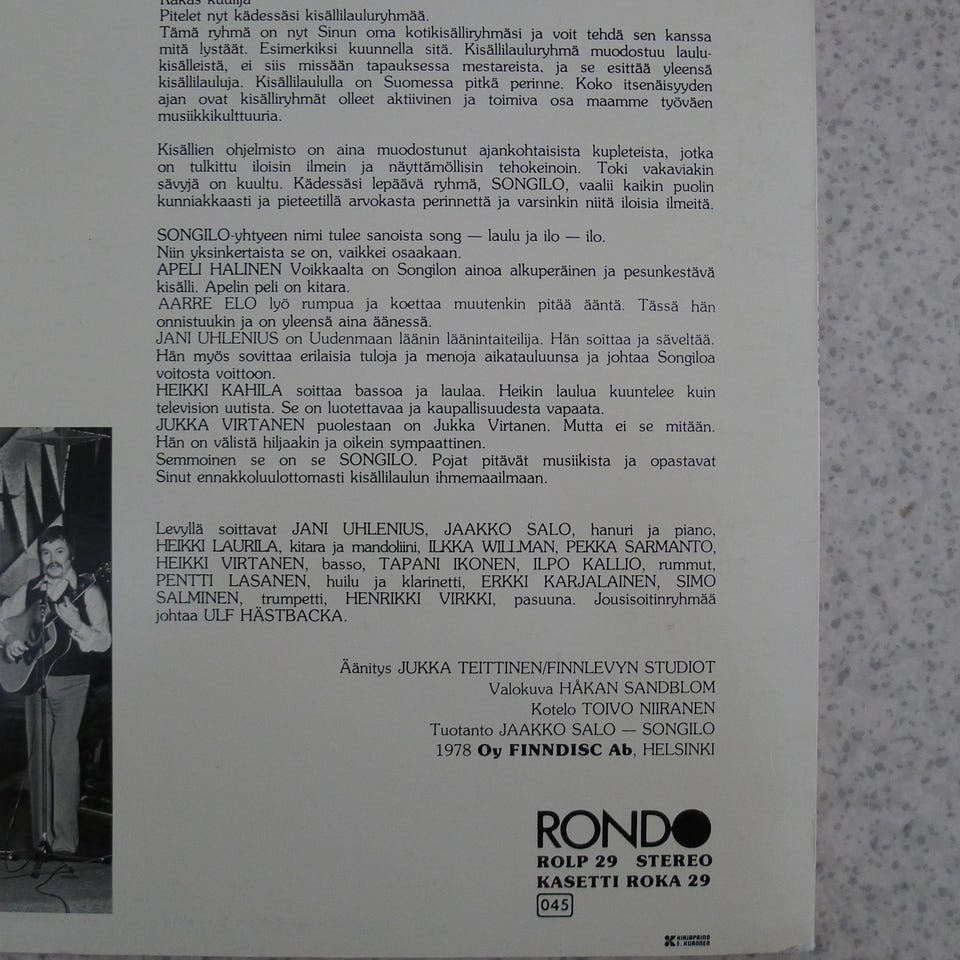 Rakas kuulija
Pitelet nyt kädessäsi kisällilauluryhmää.
Tämä ryhmä on nyt Sinun oma kotikisälliryhmäsi ja voit tehdä sen kanssa
mitä lystäät. Esimerkiksi kuunnella sitä. Kisällilauluryhmä muodostuu laulu-
kisälleistä, ei siis missään tapauksessa mestareista, ja se esittää yleensä
kisällilauluja. Kisällilaululla on Suomessa pitkä perinne. Koko itsenäisyyden
ajan ovat kisälliryhmät olleet aktiivinen ja toimiva osa maamme työväen
musiikkikulttuuria.
Kisällien ohjelmisto on aina muodostunut ajankohtaisista kupleteista, jotka
on tulkittu iloisin ilmein ja näyttämöllisin tehokeinoin. Toki vakaviakin
sävyjä on kuultu. Kädessäsi lepäävä ryhmä, SONGILO, vaalii kaikin puolin
kunniakkaasti ja pieteetillä arvokasta perinnettä ja varsinkin niitä iloisia ilmeitä.
SONGILO-yhtyeen nimi tulee sanoista song — laulu ja ilo — ilo.
Niin yksinkertaista se on, vaikkei osaakaan.
APELI HALINEN Voikkaalta on Songilon ainoa alkuperäinen ja pesunkestävä
kisälli. Apelin peli on kitara.
AARRE ELO lyö rumpua ja koettaa muutenkin pitää ääntä. Tässä hän
onnistuukin ja on yleensä aina äänessä.
JANI UHLENIUS on Uudenmaan läänin läänintaiteilija. Hän soittaa ja säveltää.
Hän myös sovittaa erilaisia tuloja ja menoja aikatauluunsa ja johtaa Songiloa
voitosta voittoon.
HEIKKI KAHILA soittaa bassoa ja laulaa. Heikin laulua kuuntelee kuin
television uutista. Se on luotettavaa ja kaupallisuudesta vapaata.
JUKKA VIRTANEN puolestaan on Jukka Virtanen. Mutta ei se mitään.
Hän on välistä hiljaakin ja oikein sympaattinen.
Semmoinen se on se SONGILO. Pojat pitävät musiikista ja opastavat
Sinut ennakkoluulottomasti kisällilaulun ihmemaailmaan.
Levyllä soittavat JANI UHLENIUS, JAAKKO SALO, hanuri ja piano,
HEIKKI LAURILA, kitara ja mandoliini, ILKKA WILLMAN, PEKKA SARMANTO,
HEIKKI VIRTANEN, basso, TAPANI IKONEN, ILPO KALLIO, rummut,
PENTTI LASANEN, huilu ja klarinetti, ERKKI KARJALAINEN, SIMO
SALMINEN, trumpetti, HENRIKKI VIRKKI, pasuuna. Jousisoitinryhmää
johtaa ULF HÄSTBACKA.
Äänitys JUKKA TEITTINEN/FINNLEVYN STUDIOT
Valokuva HÅKAN SANDBLOM
Kotelo TOIVO NIIRANEN
Tuotanto JAAKKO SALO — SONGILO
1978 Oy FINNDISC Ab, HELSINKI
RONDO
ROLP 29 STEREO
KASETTI ROKA 29
045
KIRJAPAINO
E. KURONEN